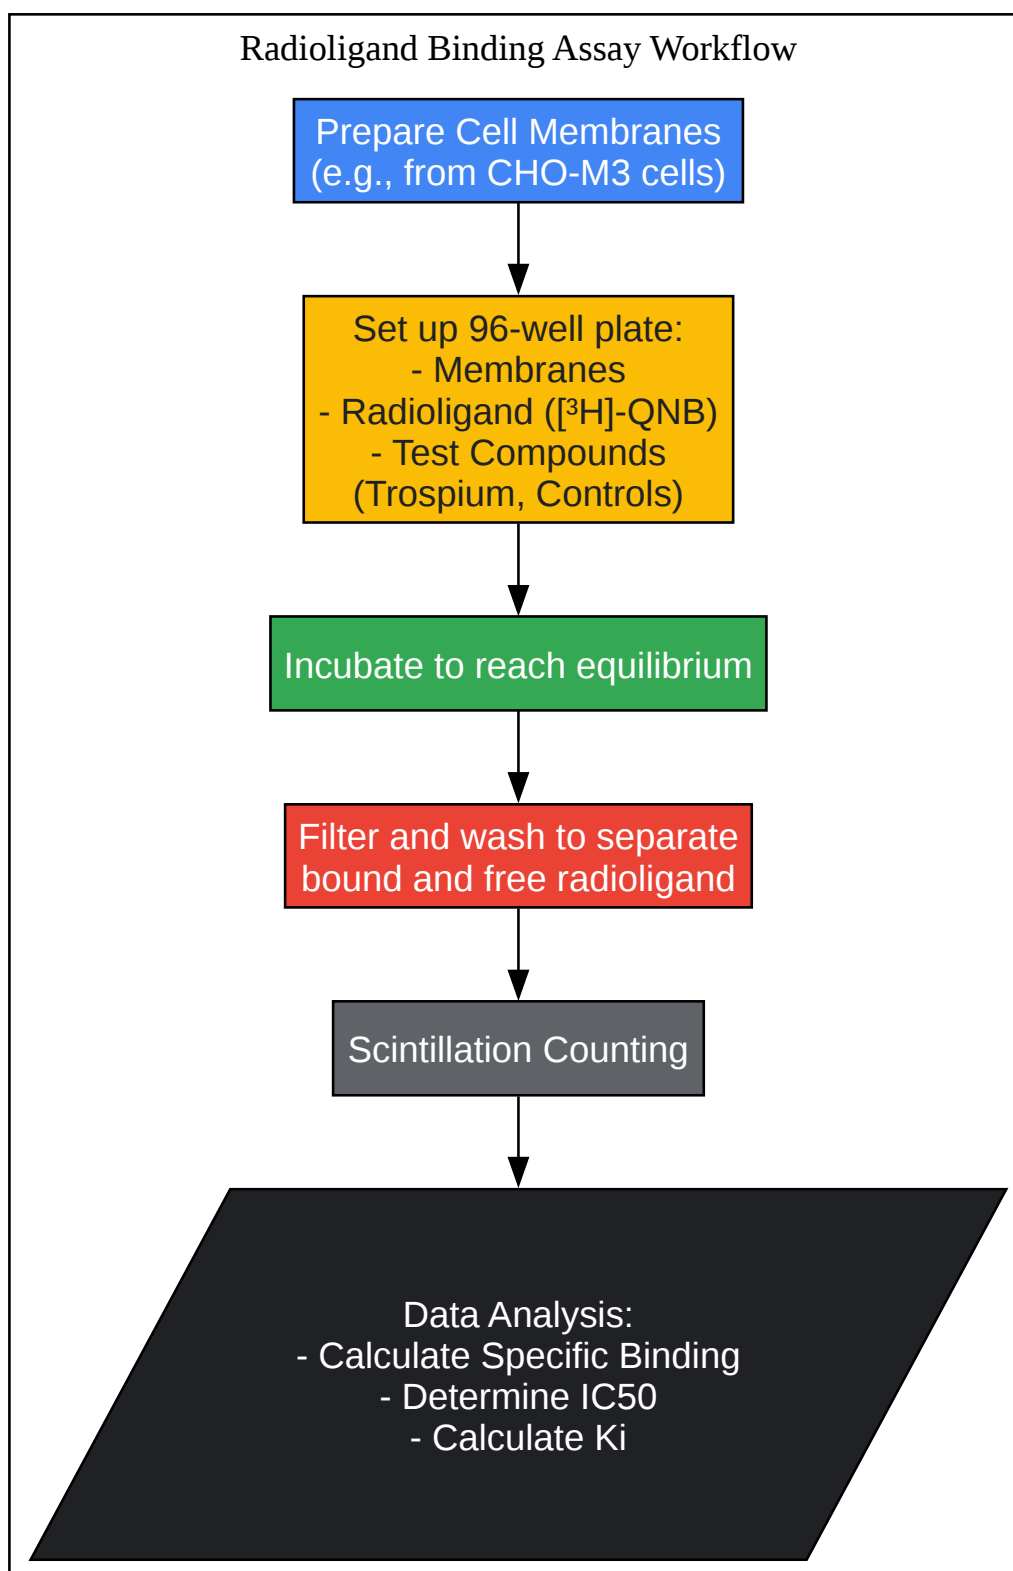 Radioligand Binding Assay Workflow
Prepare Cell Membranes
(e.g., from CHO-M3 cells)
Set up 96-well plate:
- Membranes
- Radioligand ([³H]-QNB)
- Test Compounds
(Trospium, Controls)
Incubate to reach equilibrium
Filter and wash to separate
bound and free radioligand
Scintillation Counting
Data Analysis:
- Calculate Specific Binding
- Determine IC50
- Calculate Ki